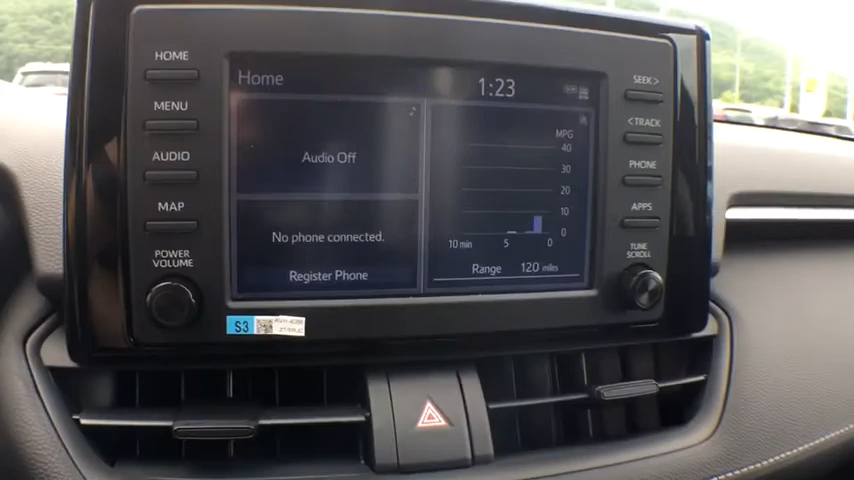 HOME
MENU
AUDIO
MAP
POWER
VOLUME
Home
1:23
Audio Off
No phone connected.
Register Phone
MPG
40
30
20
10
0
10 min
5
0
Range 120 miles
SEEK >
< TRACK
PHONE
APPS
TUNE
SCROLL
S3